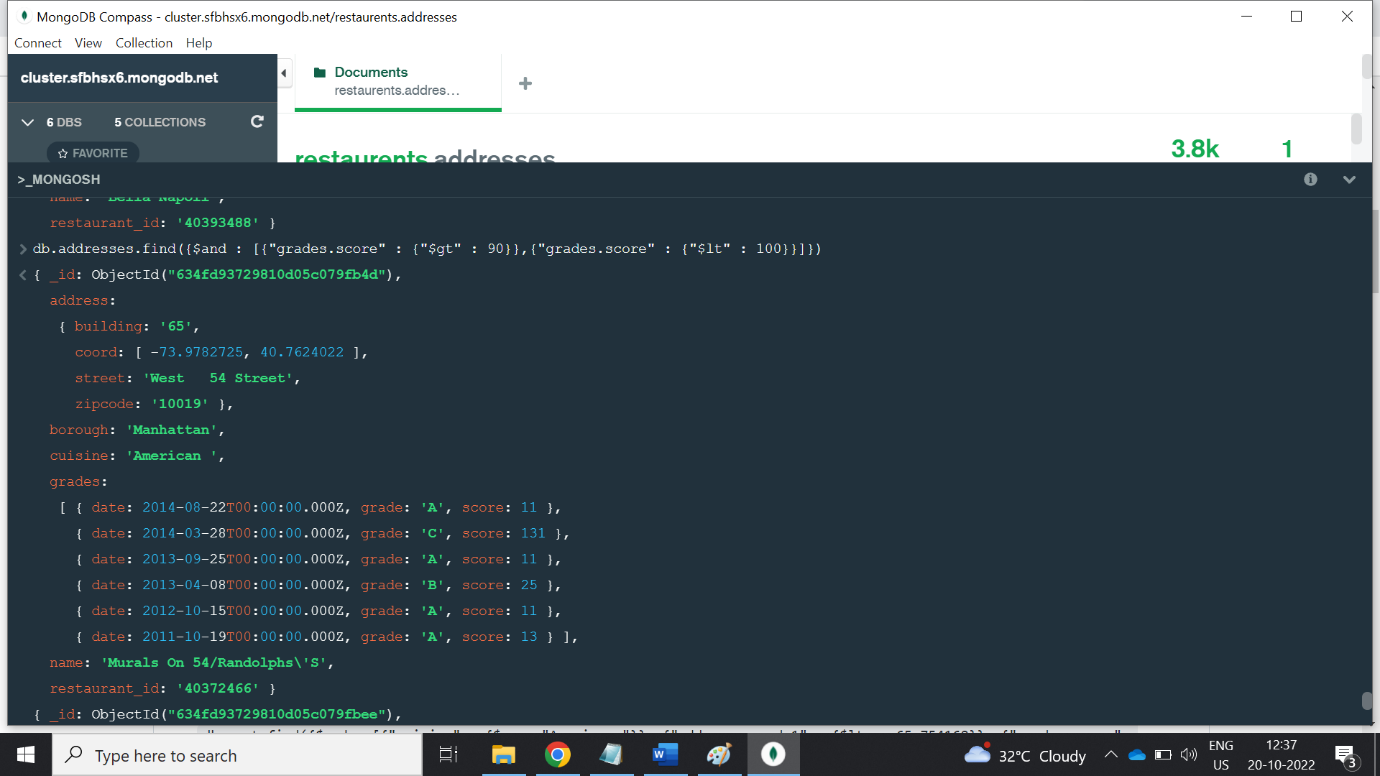 MongoDB Compass - cluster.sfbhsx6.mongodb.net/restaurents.addresses
Connect View Collection Help
cluster.sfbhsx6.mongodb.net
Documents
restaurents.addres...
6 DBS 5 COLLECTIONS
FAVORITE
restaurents.addresses
3.8k 1
>_MONGOSH
name: 'Bella Napoli',
restaurant_id: '40393488' }
db.addresses.find({$and : [{"grades.score" : {"$gt" : 90}},{"grades.score" : {"$lt" : 100}}]})
{ _id: ObjectId("634fd93729810d05c079fb4d"),
address:
{ building: '65',
coord: [ -73.9782725, 40.7624022 ],
street: 'West   54 Street',
zipcode: '10019' },
borough: 'Manhattan',
cuisine: 'American ',
grades:
[ { date: 2014-08-22T00:00:00.000Z, grade: 'A', score: 11 },
{ date: 2014-03-28T00:00:00.000Z, grade: 'C', score: 131 },
{ date: 2013-09-25T00:00:00.000Z, grade: 'A', score: 11 },
{ date: 2013-04-08T00:00:00.000Z, grade: 'B', score: 25 },
{ date: 2012-10-15T00:00:00.000Z, grade: 'A', score: 11 },
{ date: 2011-10-19T00:00:00.000Z, grade: 'A', score: 13 } ],
name: 'Murals On 54/Randolphs\'S',
restaurant_id: '40372466' }
{ _id: ObjectId("634fd93729810d05c079fbee"),
Type here to search
32°C Cloudy
ENG
US
12:37
20-10-2022
3